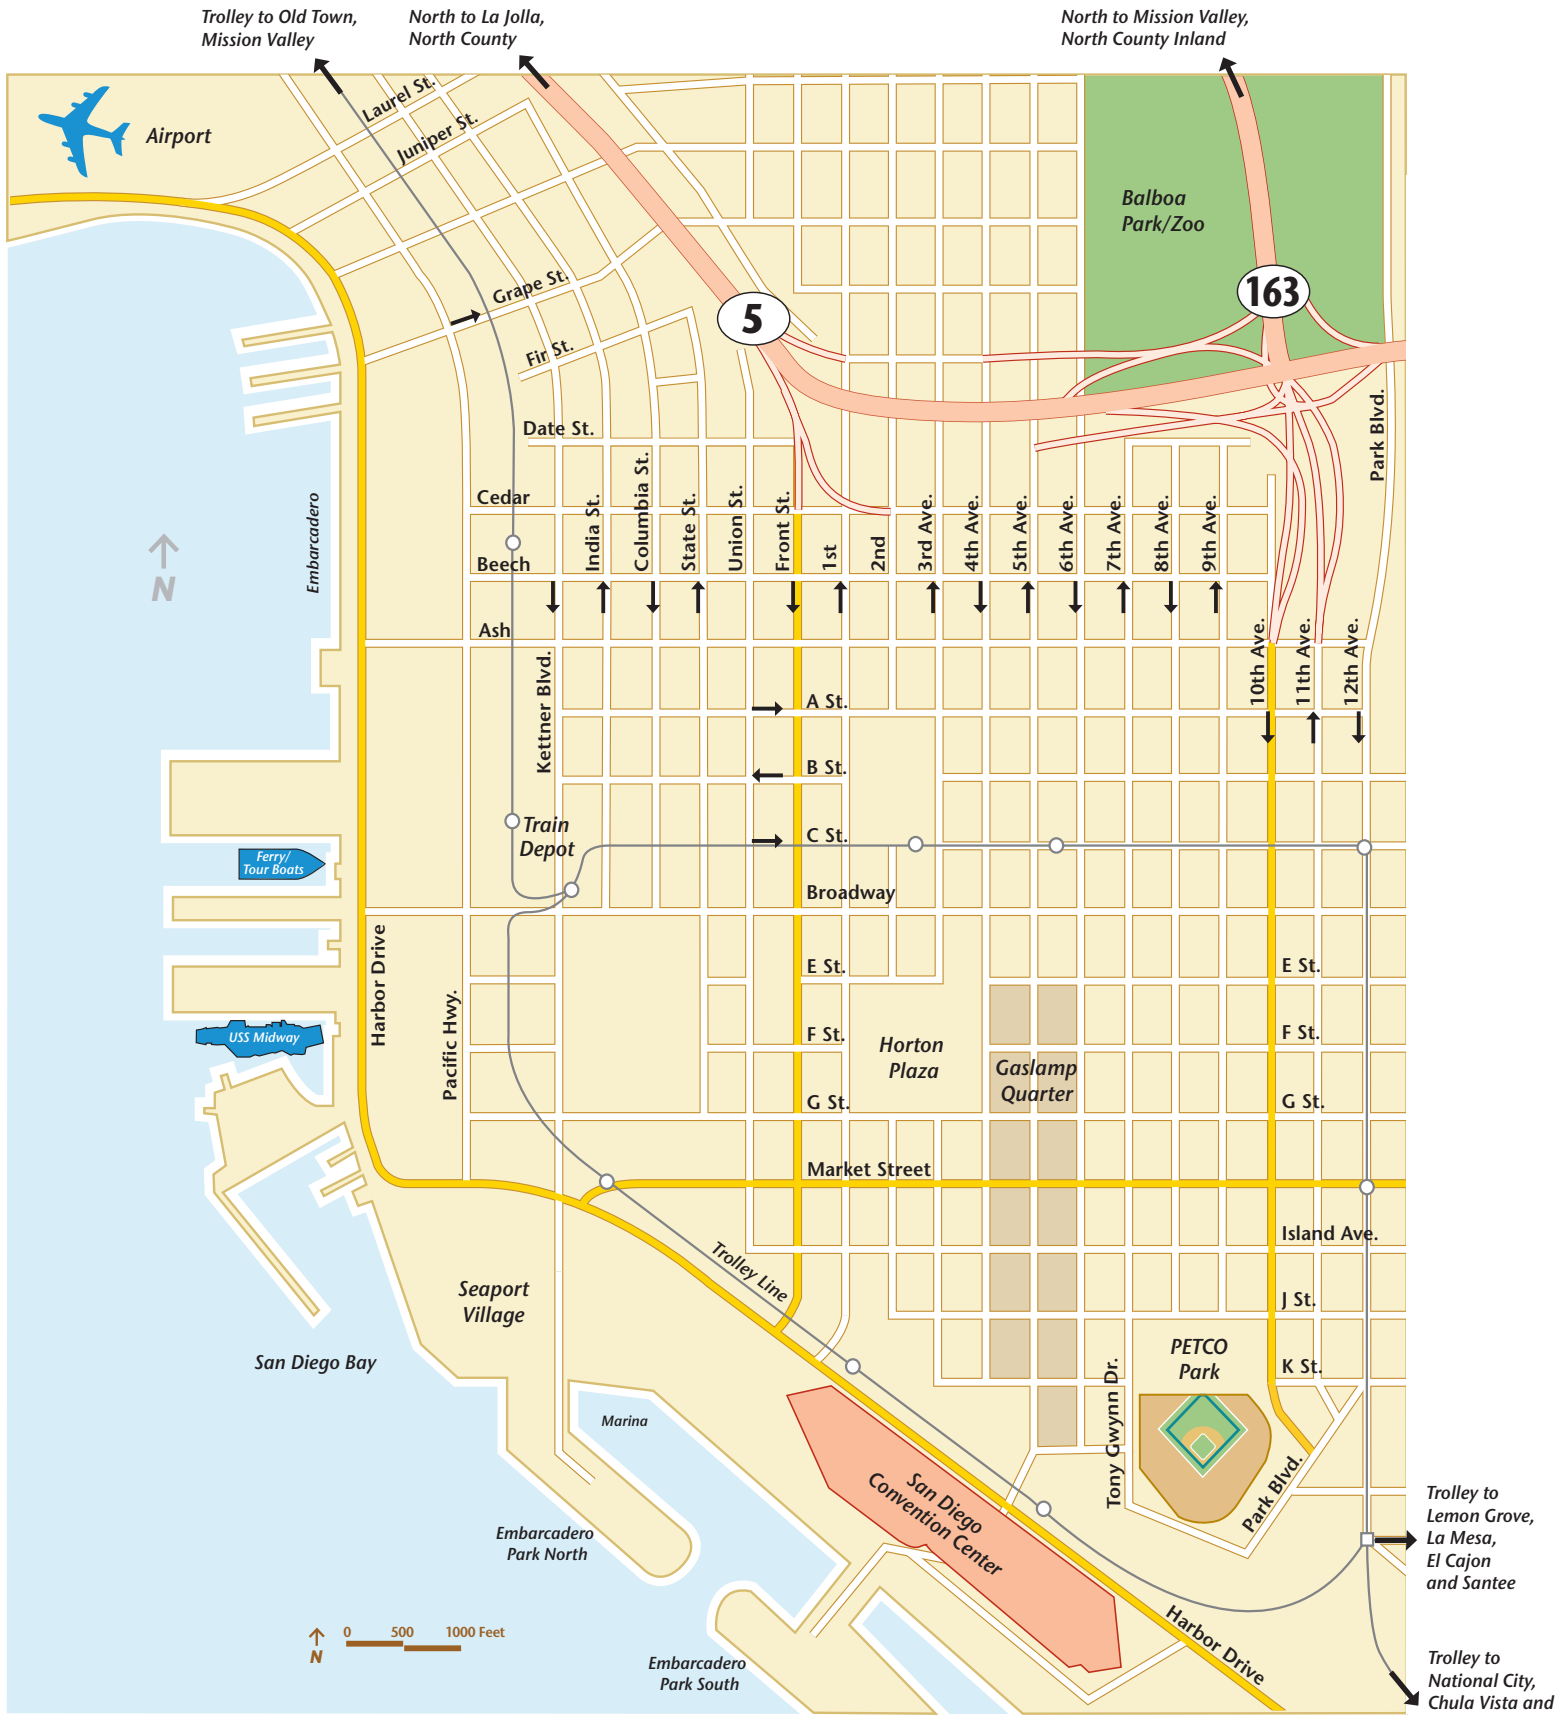 Trolley to Old Town,
Mission Valley
North to La Jolla,
North County
North to Mission Valley,
North County Inland
Laurel St.
Juniper St.
Airport
Balboa
Park/Zoo
Grape St.
163
5
Fir St.
Date St.
Park Blvd.
Cedar
Beech
Ash
India St.
Columbia St.
State St.
Union St.
Front St.
1st
2nd
3rd Ave.
4th Ave.
5th Ave.
6th Ave.
7th Ave.
8th Ave.
9th Ave.
10th Ave.
11th Ave.
12th Ave.
Embarcadero
N
Kettner Blvd.
A St.
B St.
C St.
Train
Depot
Ferry/
Tour Boats
Broadway
Harbor Drive
Pacific Hwy.
E St.
E St.
USS Midway
F St.
F St.
Horton
Plaza
Gaslamp
Quarter
G St.
G St.
Market Street
Island Ave.
Trolley Line
Seaport
Village
J St.
San Diego Bay
PETCO
Park
K St.
Tony Gwynn Dr.
Marina
San Diego
Convention Center
Park Blvd.
Embarcadero
Park North
Trolley to
Lemon Grove,
La Mesa,
El Cajon
and Santee
Harbor Drive
N
0 500 1000 Feet
Embarcadero
Park South
Trolley to
National City,
Chula Vista and